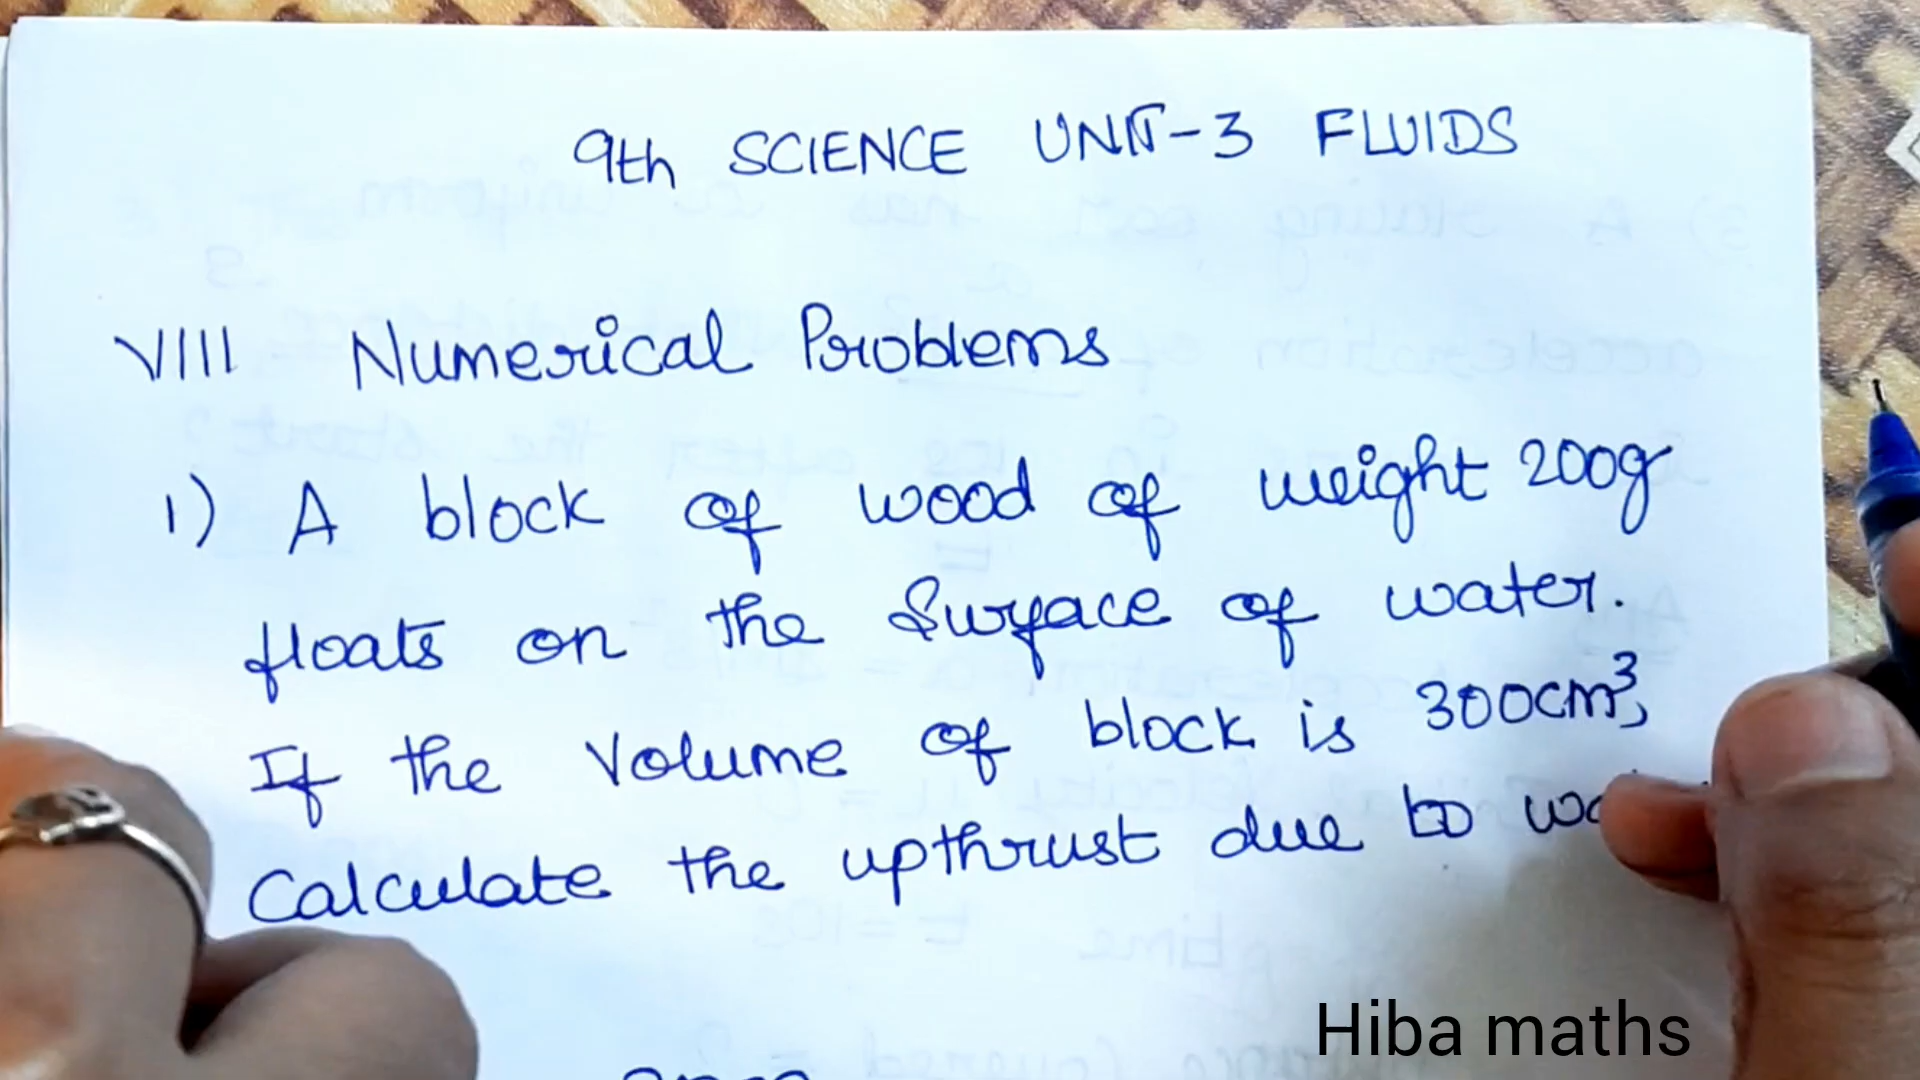 9th SCIENCE UNIT-3 FLUIDS
VIII Numerical Problems
1) A block of wood of weight 200g
floats on the Surface of water.
If the Volume of block is 300cm³,
Calculate the upthrust due to
Hiba maths